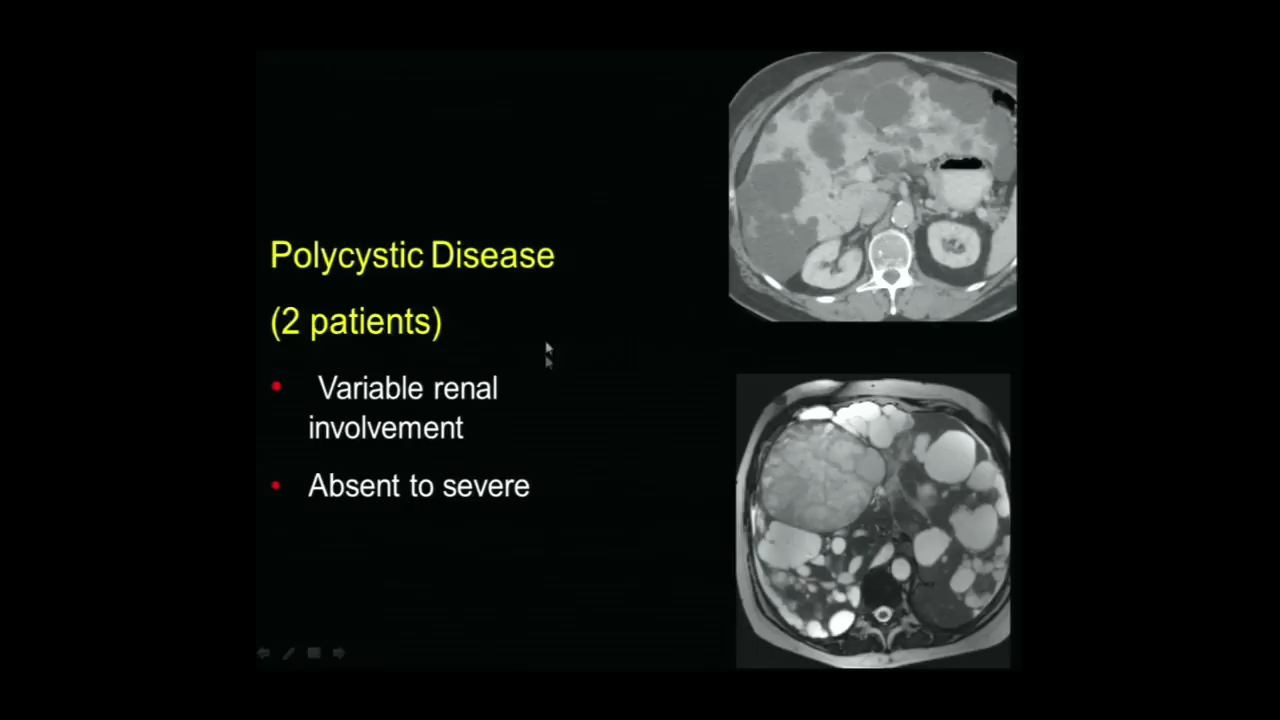 Polycystic Disease
(2 patients)
• Variable renal
involvement
• Absent to severe